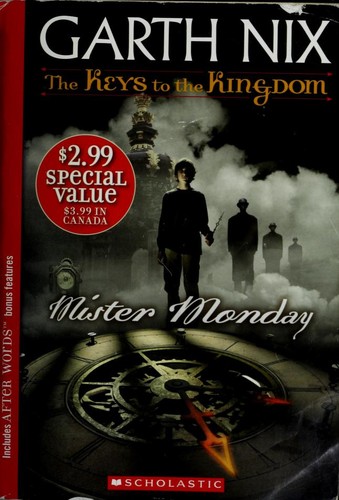 GARTH NIX
The KEYS to the KINGDOM
$2.99
SPECIAL
VALUE
$3.99 IN
CANADA
Mister Monday
Includes AFTER WORDS™ bonus features
SCHOLASTIC